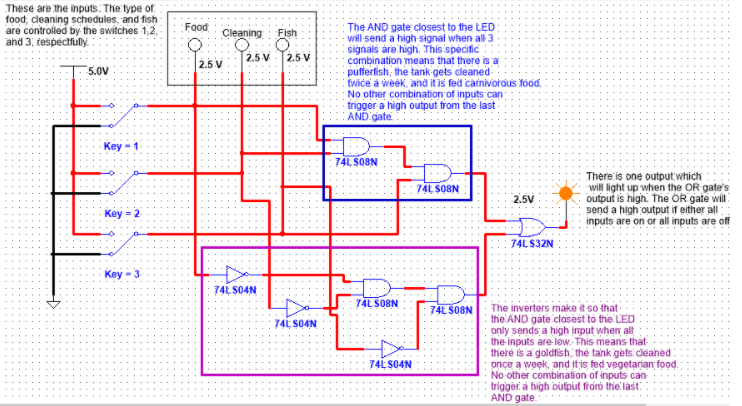 These are the inputs. The type of
food, cleaning schedules, and fish
are controlled by the switches 1,2,
and 3, respectfully.
Food
Cleaning
Fish
2.5 V
2.5 V
2.5 V
5.0V
The AND gate closest to the LED
will send a high signal when all 3
signals are high. This specific
combination means that there is a
pufferfish, the tank gets cleaned
twice a week, and it is fed carnivorous food.
No other combination of inputs can
trigger a high output from the last
AND gate.
Key = 1
74LS08N
74LS08N
Key = 2
2.5V
There is one output which
will light up when the OR gate's
output is high. The OR gate will
send a high output if either all
inputs are on or all inputs are off
74LS32N
Key = 3
74LS04N
74LS04N
74LS08N
74LS08N
74LS04N
The inverters make it so that
the AND gate closest to the LED
only sends a high input when all
the inputs are low. This means that
there is a goldfish, the tank gets cleaned
once a week, and it is fed vegetarian food.
No other combination of inputs can
trigger a high output from the last
AND gate.